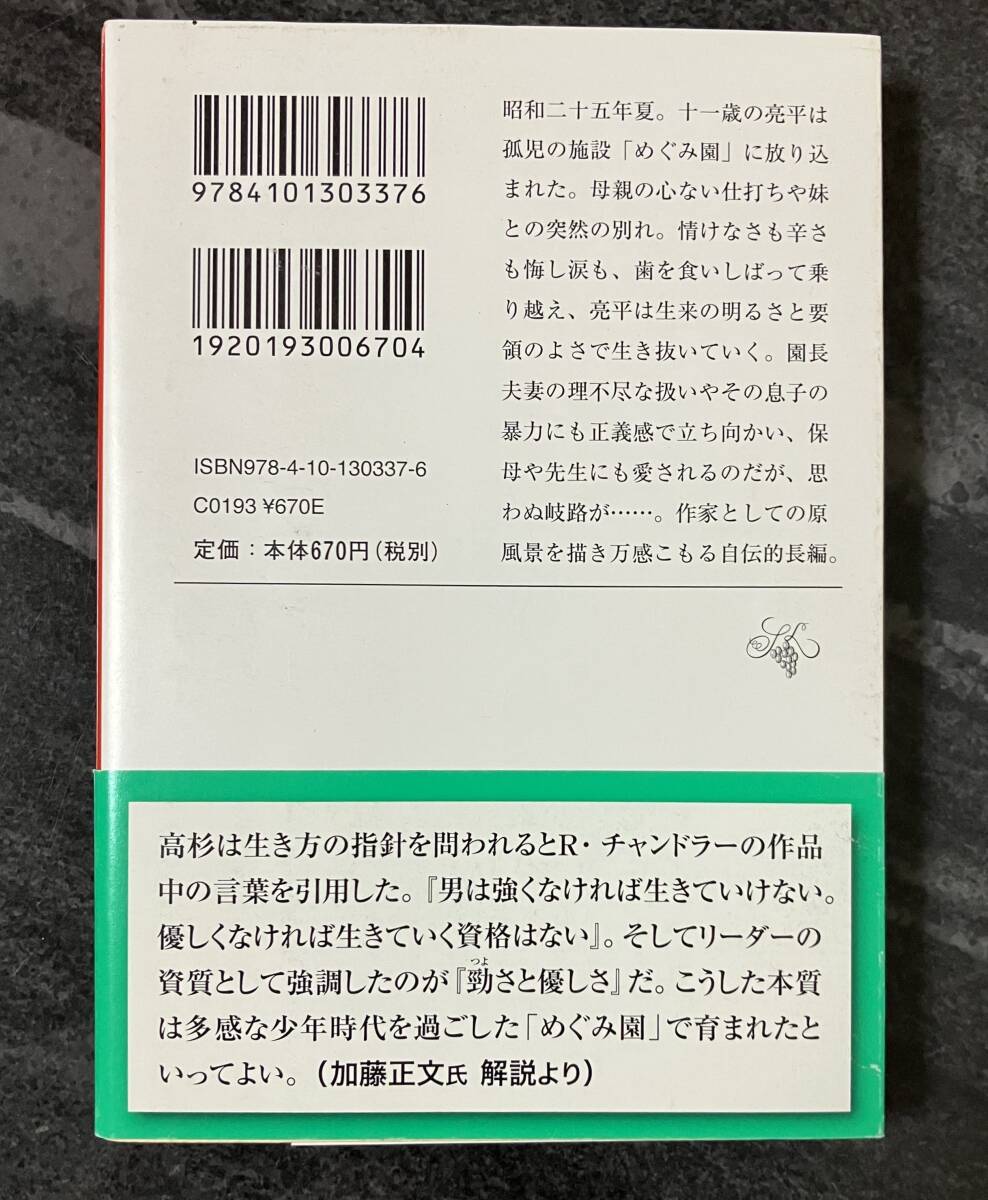 9784101303376
1920193006704
ISBN978-4-10-130337-6
C0193 ¥670E
定価：本体670円（税別）
昭和二十五年夏。十一歳の亮平は
孤児の施設「めぐみ園」に放り込
まれた。母親の心ない仕打ちや妹
との突然の別れ。情けなさも辛さ
も悔し涙も、歯を食いしばって乗
り越え、亮平は生来の明るさと要
領のよさで生き抜いていく。園長
夫妻の理不尽な扱いやその息子の
暴力にも正義感で立ち向かい、保
母や先生にも愛されるのだが、思
わぬ岐路が……。作家としての原
風景を描き万感こもる自伝的長編。
高杉は生き方の指針を問われるとR・チャンドラーの作品
中の言葉を引用した。『男は強くなければ生きていけない。
優しくなければ生きていく資格はない』。そしてリーダーの
つよ
資質として強調したのが『勁さと優しさ』だ。こうした本質
は多感な少年時代を過ごした「めぐみ園」で育まれたと
いってよい。（加藤正文氏 解説より）